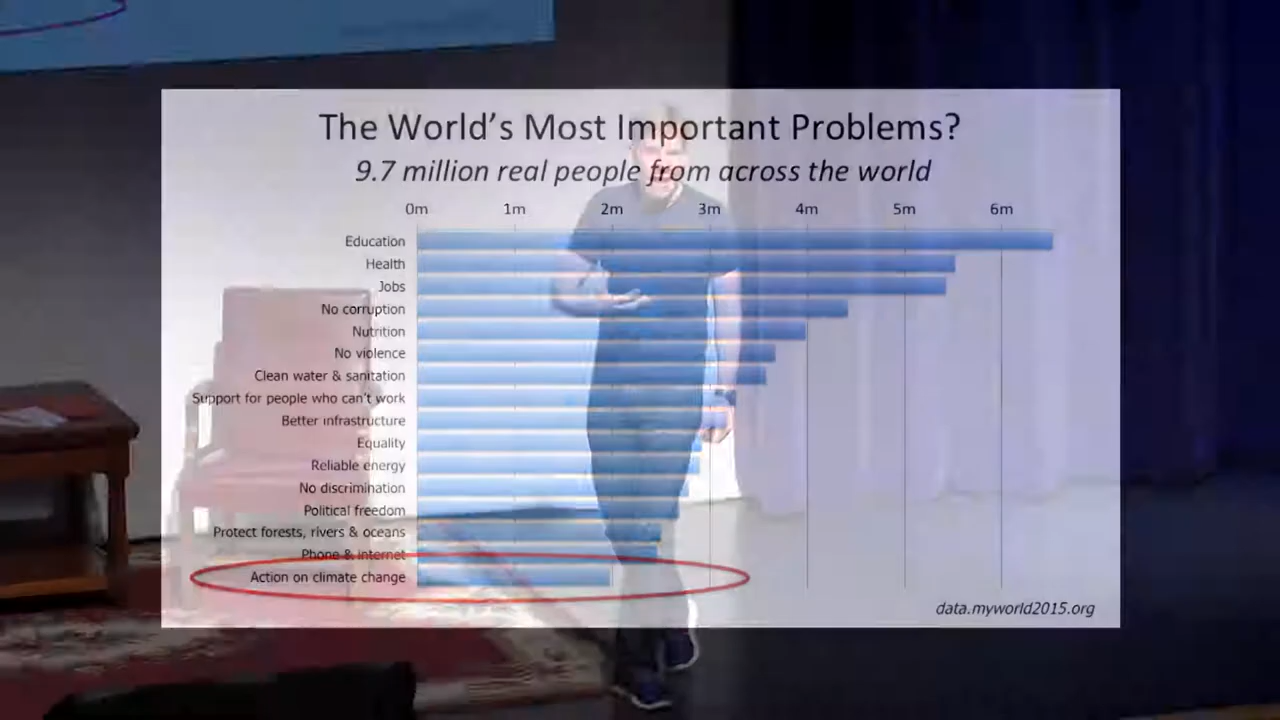 The World's Most Important Problems?
9.7 million real people from across the world
0m 1m 2m 3m 4m 5m 6m
Education
Health
Jobs
No corruption
Nutrition
No violence
Clean water & sanitation
Support for people who can't work
Better infrastructure
Equality
Reliable energy
No discrimination
Political freedom
Protect forests, rivers & oceans
Phone & internet
Action on climate change
data.myworld2015.org